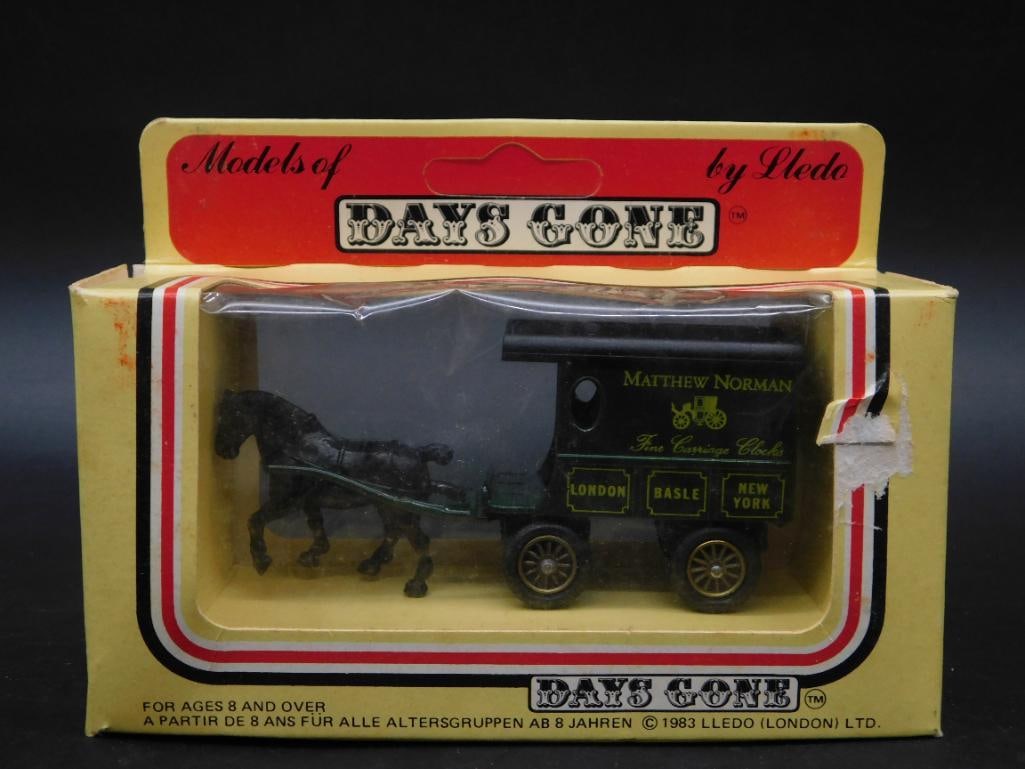 Models of by Lledo
DAYS GONE TM
MATTHEW NORMAN
Fine Carriage Clocks
LONDON BASLE NEW YORK
DAYS GONE TM
FOR AGES 8 AND OVER
A PARTIR DE 8 ANS FÜR ALLE ALTERSGRUPPEN AB 8 JAHREN © 1983 LLEDO (LONDON) LTD.